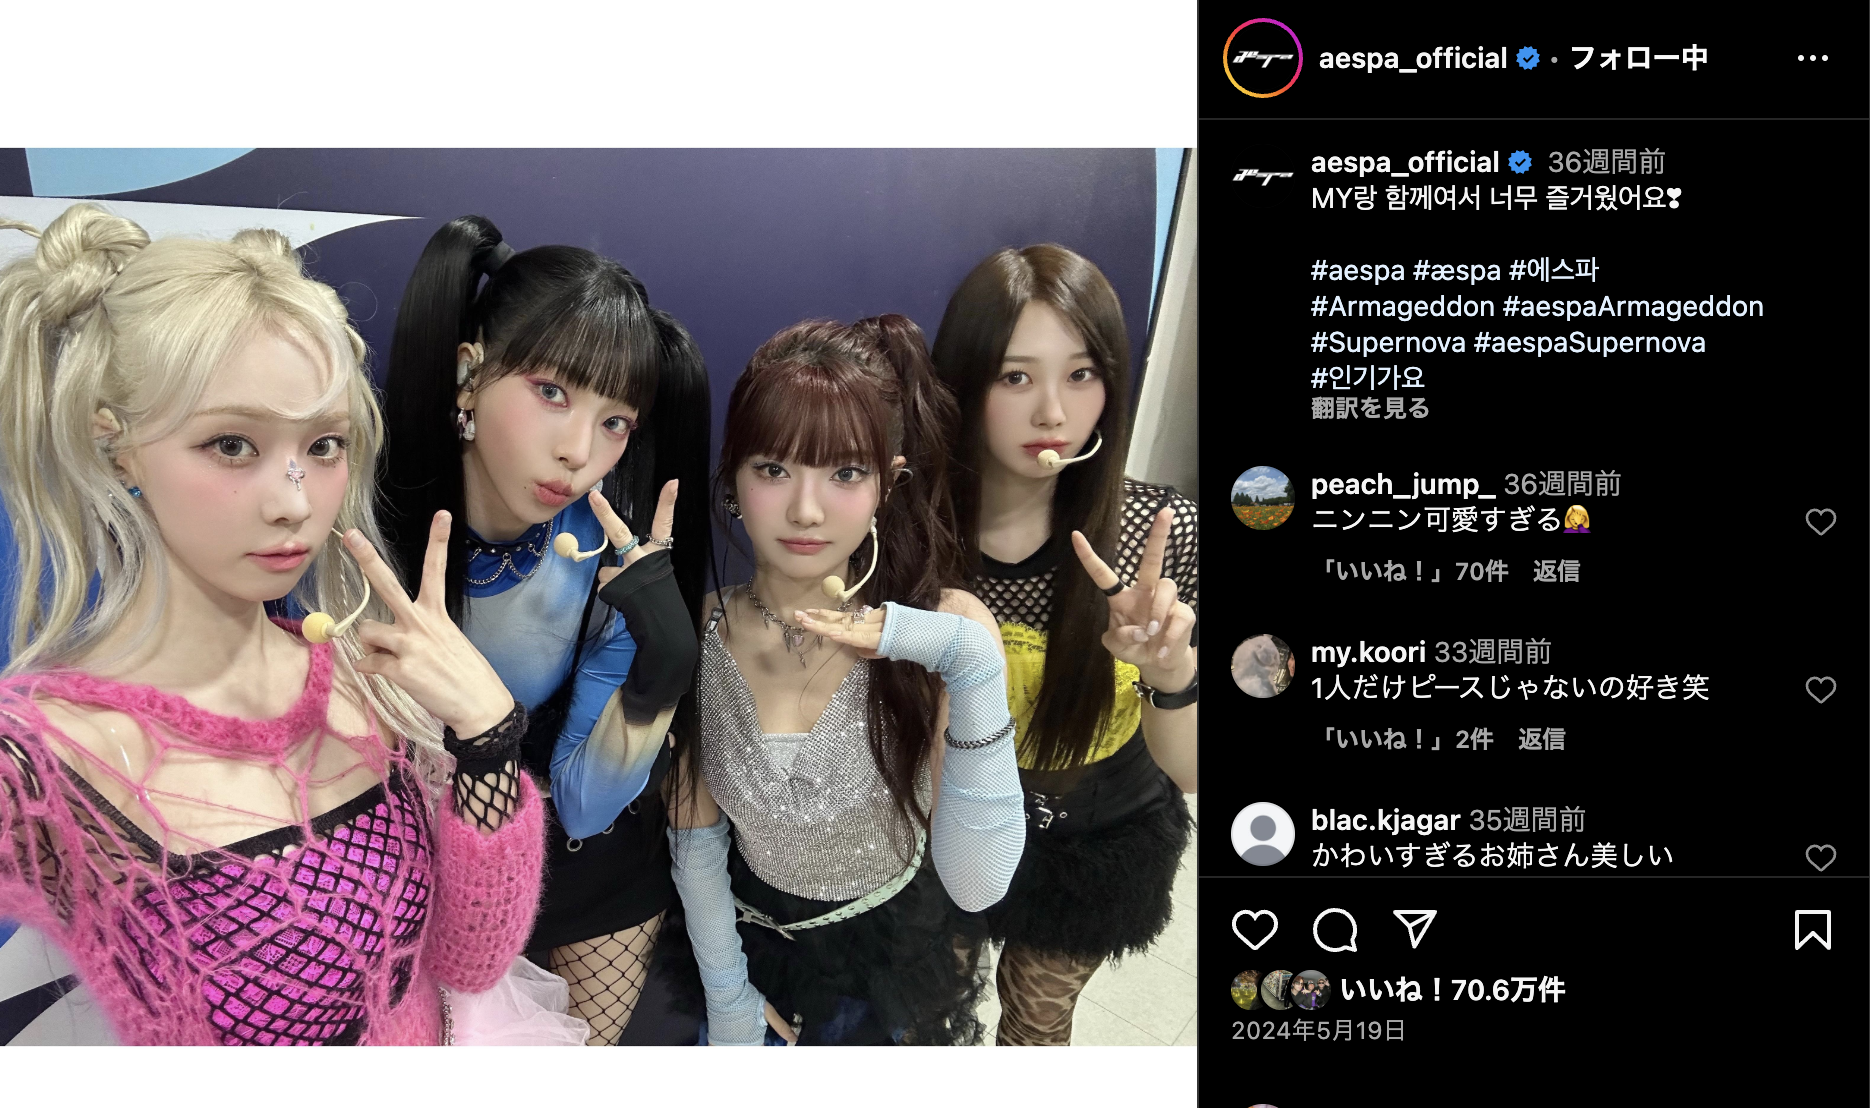 aespa_official • フォロー中
aespa_official 36週間前
MY랑 함께여서 너무 즐거웠어요❣
#aespa #æspa #에스파
#Armageddon #aespaArmageddon
#Supernova #aespaSupernova
#인기가요
翻訳を見る
peach_jump_ 36週間前
ニンニン可愛すぎる🤦‍♀️
「いいね！」70件 返信
my.koori 33週間前
1人だけピースじゃないの好き笑
「いいね！」2件 返信
blac.kjagar 35週間前
かわいすぎるお姉さん美しい
いいね！70.6万件
2024年5月19日